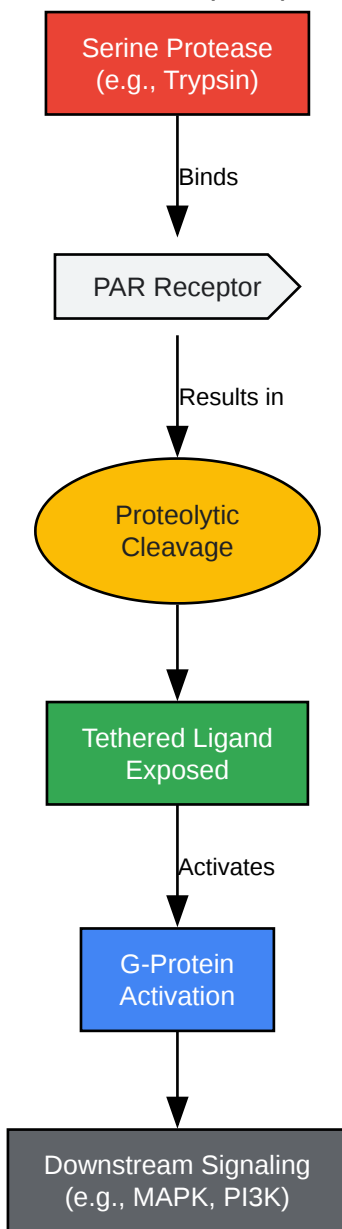 Serine Protease
(e.g., Trypsin)
Binds
PAR Receptor
Results in
Proteolytic
Cleavage
Tethered Ligand
Exposed
Activates
G-Protein
Activation
Downstream Signaling
(e.g., MAPK, PI3K)